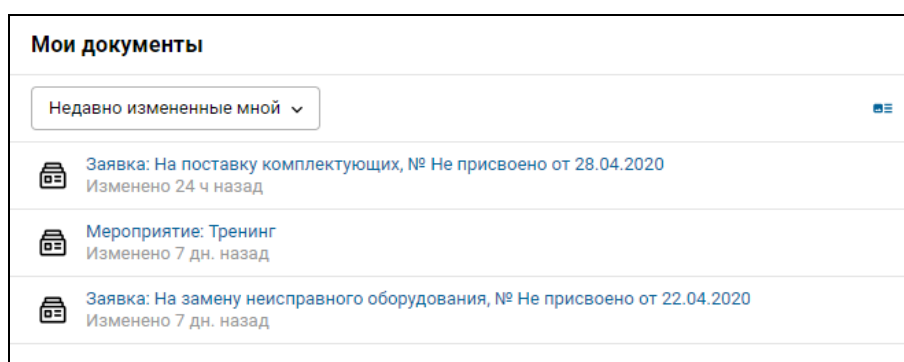 Мои документы
Недавно измененные мной
Заявка: На поставку комплектующих, № Не присвоено от 28.04.2020
Изменено 24 ч назад
Мероприятие: Тренинг
Изменено 7 дн. назад
Заявка: На замену неисправного оборудования, № Не присвоено от 22.04.2020
Изменено 7 дн. назад